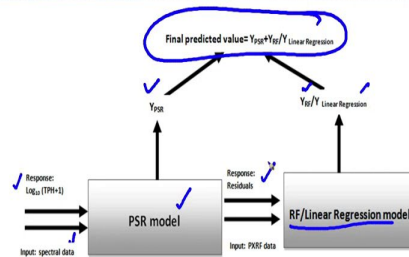 Final predicted value= YPSR+YRF/Y Linear Regression
YPSR
YRF/Y Linear Regression
Response:
Log10 (TPH+1)
PSR model
Input: spectral data
Response:
Residuals
RF/Linear Regression model
Input: PXRF data